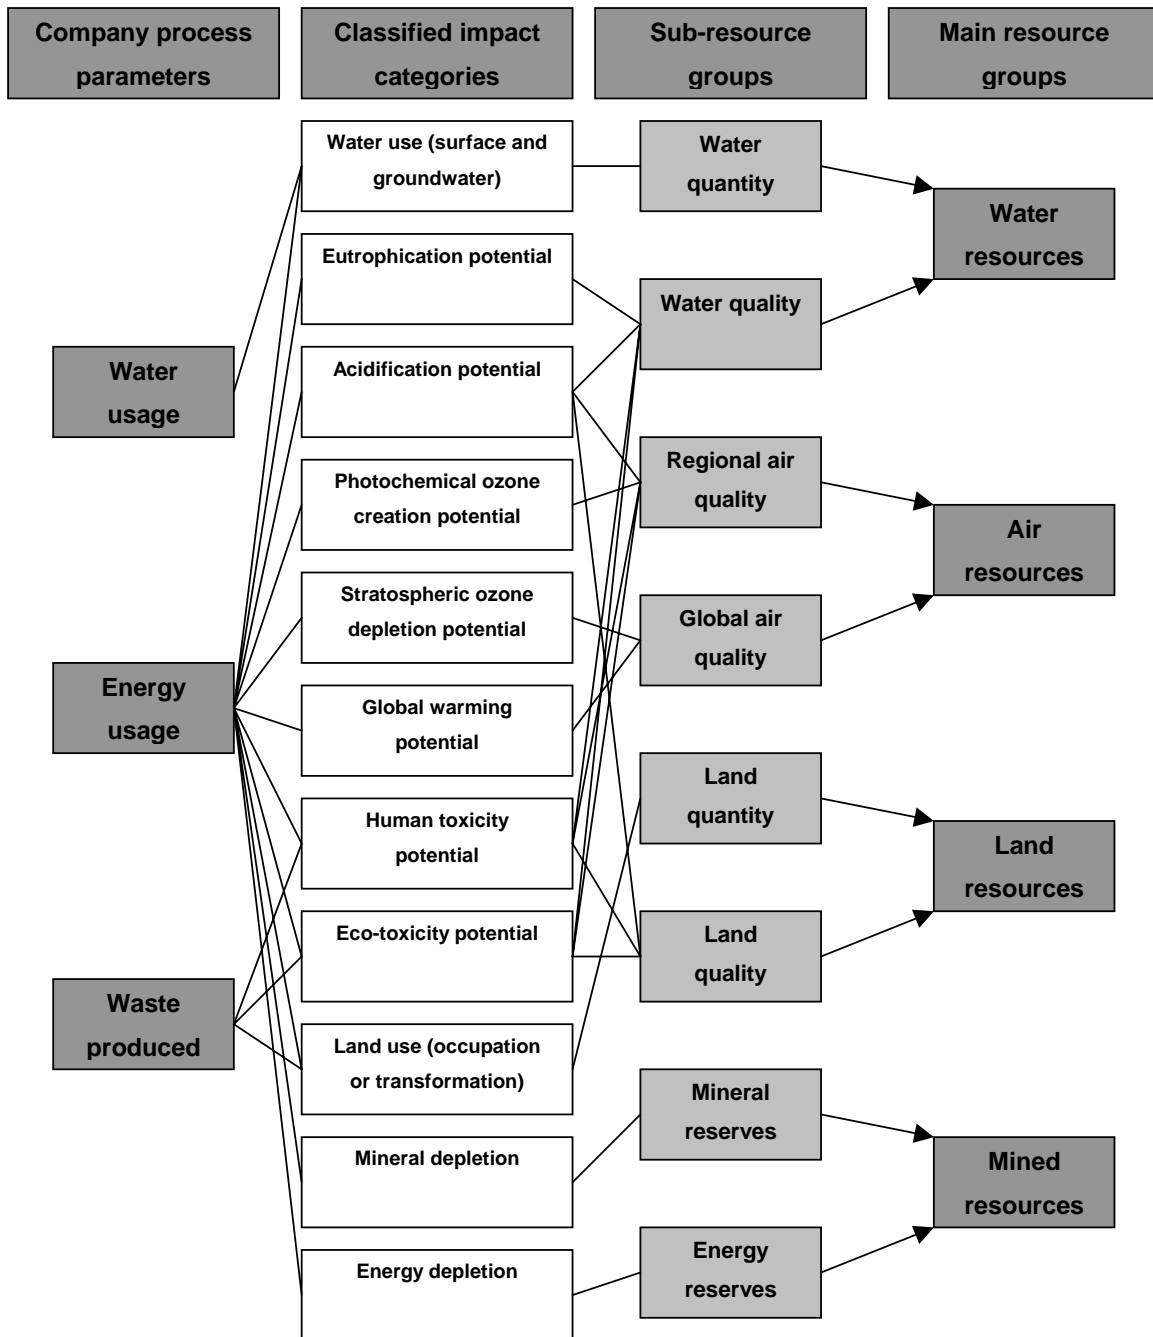 Company process
parameters
Classified impact
categories
Sub-resource
groups
Main resource
groups
Water
usage
Energy
usage
Waste
produced
Water use (surface and
groundwater)
Eutrophication potential
Acidification potential
Photochemical ozone
creation potential
Stratospheric ozone
depletion potential
Global warming
potential
Human toxicity
potential
Eco-toxicity potential
Land use (occupation
or transformation)
Mineral depletion
Energy depletion
Water
quantity
Water quality
Regional air
quality
Global air
quality
Land
quantity
Land
quality
Mineral
reserves
Energy
reserves
Water
resources
Air
resources
Land
resources
Mined
resources